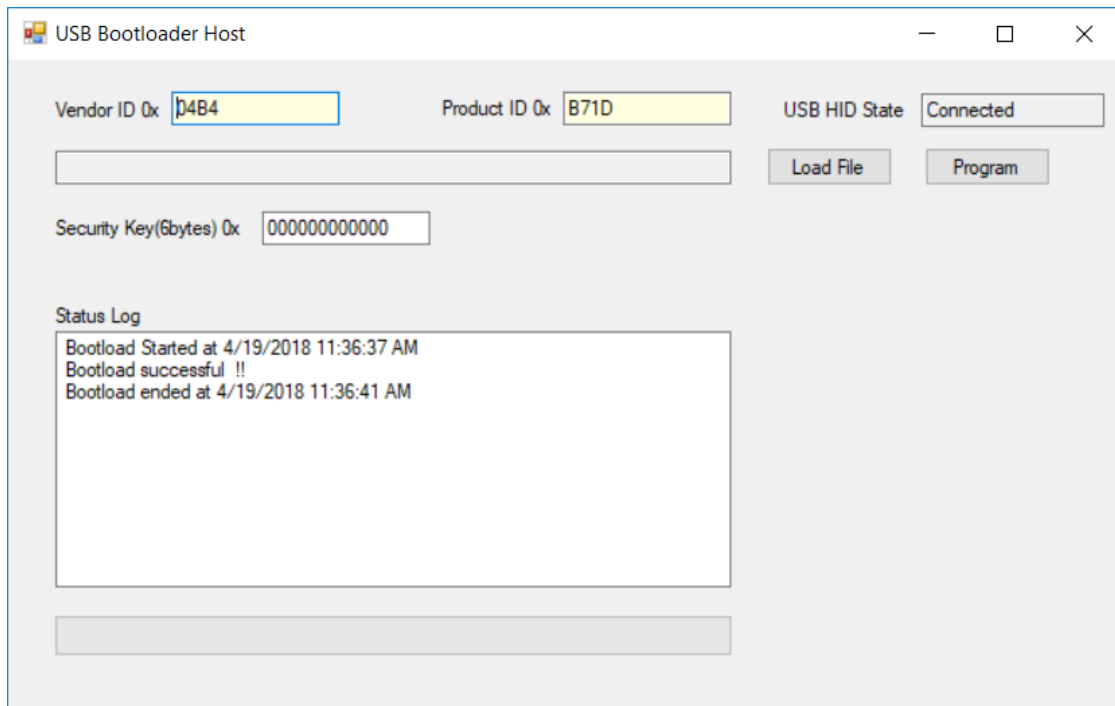 USB Bootloader Host
Vendor ID 0x 04B4 Product ID 0x B71D USB HID State Connected
Load File Program
Security Key(6bytes) 0x 000000000000
Status Log
Bootload Started at 4/19/2018 11:36:37 AM
Bootload successful !!
Bootload ended at 4/19/2018 11:36:41 AM